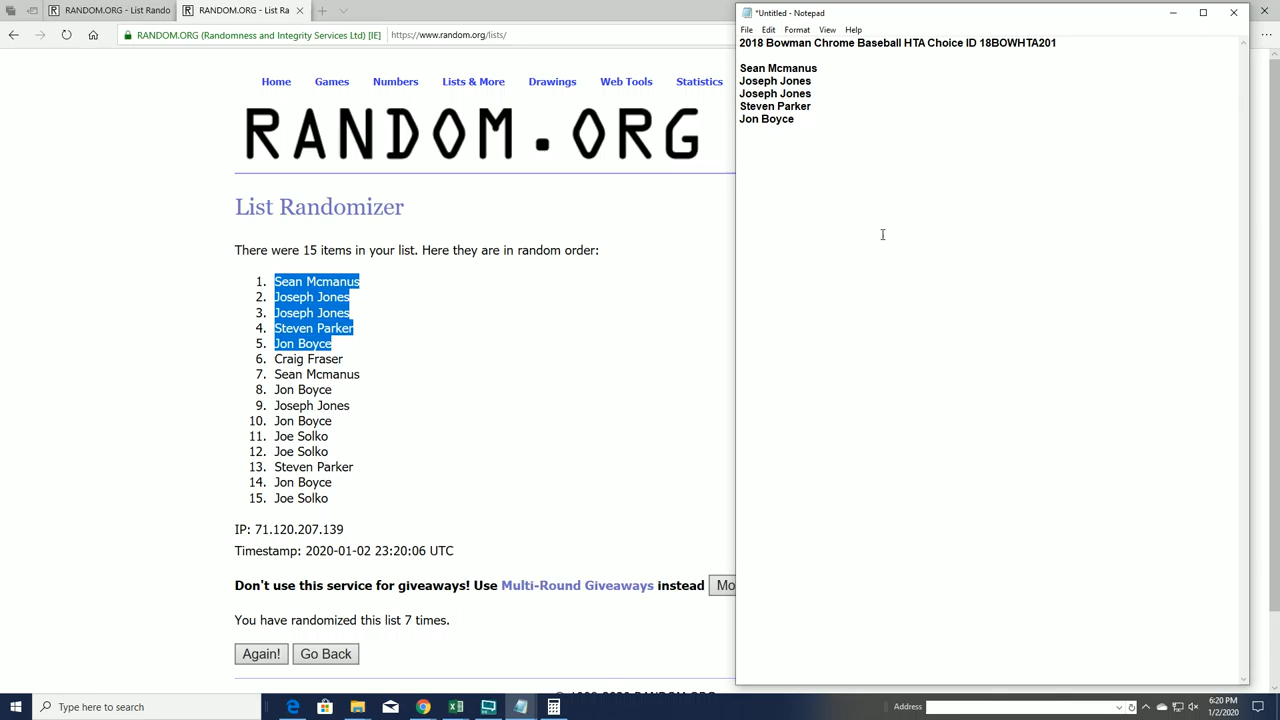 RANDOM.ORG - List Rando
RANDOM.ORG - List Ra
RANDOM.ORG (Randomness and Integrity Services Ltd) [IE]
https://www.random.org/lists/
Home Games Numbers Lists & More Drawings Web Tools Statistics
RANDOM.ORG
List Randomizer
There were 15 items in your list. Here they are in random order:
1. Sean Mcmanus
2. Joseph Jones
3. Joseph Jones
4. Steven Parker
5. Jon Boyce
6. Craig Fraser
7. Sean Mcmanus
8. Jon Boyce
9. Joseph Jones
10. Jon Boyce
11. Joe Solko
12. Joe Solko
13. Steven Parker
14. Jon Boyce
15. Joe Solko
IP: 71.120.207.139
Timestamp: 2020-01-02 23:20:06 UTC
Don't use this service for giveaways! Use Multi-Round Giveaways instead Mo
You have randomized this list 7 times.
Again! Go Back
*Untitled - Notepad
File Edit Format View Help
2018 Bowman Chrome Baseball HTA Choice ID 18BOWHTA201
Sean Mcmanus
Joseph Jones
Joseph Jones
Steven Parker
Jon Boyce
Type here to search
Address
6:20 PM
1/2/2020